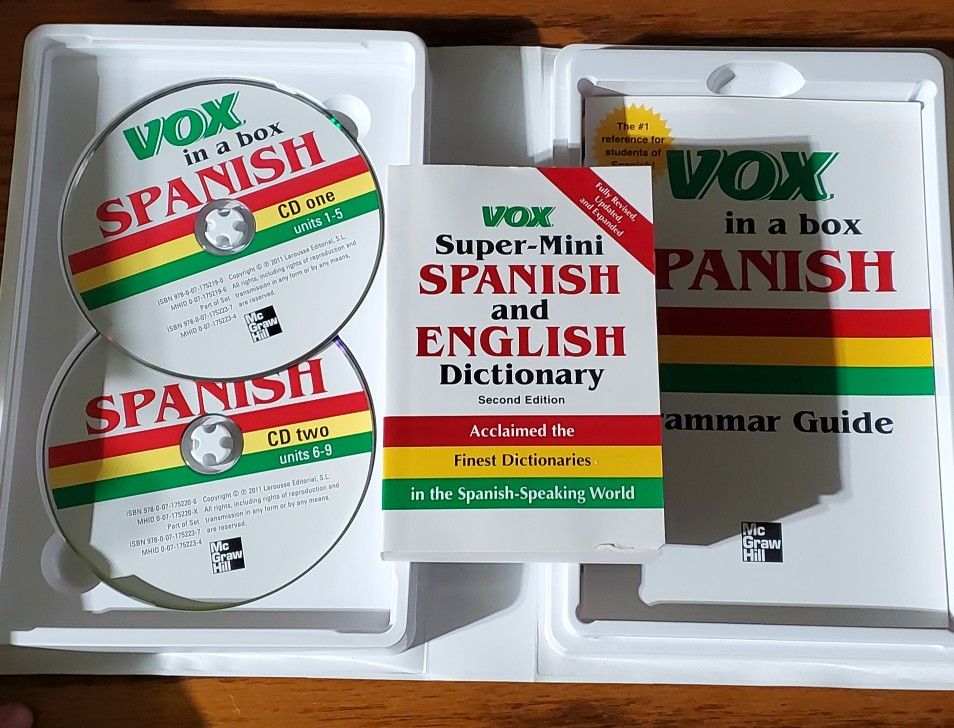 VOX
in a box
SPANISH
CD one
units 1-5
ISBN 978-0-07-175219-0
MHID 0-07-175219-6
Part of Set
ISBN 978-0-07-175223-7
MHID 0-07-175223-4
Copyright © ℗ 2011 Larousse Editorial, S.L.
All rights, including rights of reproduction and
transmission in any form or by any means,
are reserved.
Mc
Graw
Hill
SPANISH
CD two
units 6-9
ISBN 978-0-07-175220-6
MHID 0-07-175220-X
Part of Set
ISBN 978-0-07-175223-7
MHID 0-07-175223-4
Copyright © ℗ 2011 Larousse Editorial, S.L.
All rights, including rights of reproduction and
transmission in any form or by any means,
are reserved.
Mc
Graw
Hill
Fully Revised,
Updated,
and Expanded
VOX
Super-Mini
SPANISH
and
ENGLISH
Dictionary
Second Edition
Acclaimed the
Finest Dictionaries
in the Spanish-Speaking World
The #1
reference for
students of
VOX
in a box
PANISH
rammar Guide
Mc
Graw
Hill